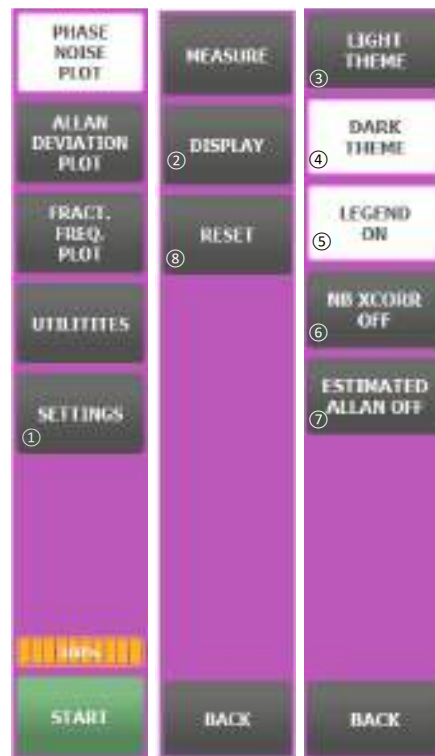 PHASE
NOISE
PLOT
ALLAN
DEVIATION
PLOT
FRACT.
FREQ.
PLOT
UTILITITES
SETTINGS
①
100%
START
MEASURE
DISPLAY
②
RESET
⑧
BACK
LIGHT
THEME
③
DARK
THEME
④
LEGEND
ON
⑤
NB XCORR
OFF
⑥
ESTIMATED
ALLAN OFF
⑦
BACK